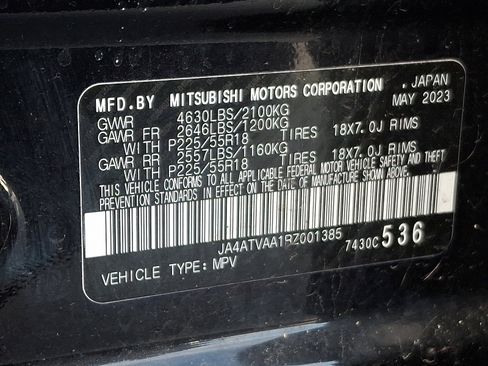 MFD.BY MITSUBISHI MOTORS CORPORATION . JAPAN
GVWR 4630LBS/2100KG MAY 2023
GAWR FR 2646LBS/1200KG
WITH P225/55R18 TIRES 18X7.0J RIMS
GAWR RR 2557LBS/1160KG
WITH P225/55R18 TIRES 18X7.0J RIMS
THIS VEHICLE CONFORMS TO ALL APPLICABLE FEDERAL MOTOR VEHICLE SAFETY AND THEFT
PREVENTION STANDARDS IN EFFECT ON THE DATE OF MANUFACTURE SHOWN ABOVE.
JA4ATVAA1RZ001385 7430C 536
VEHICLE TYPE: MPV